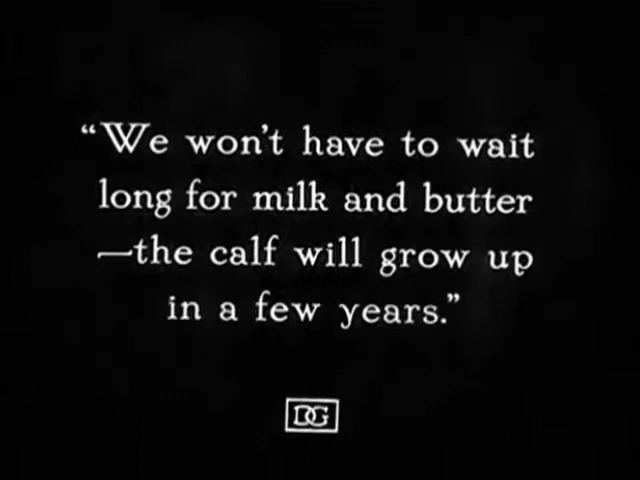 “We won't have to wait
long for milk and butter
—the calf will grow up
in a few years.”
DG